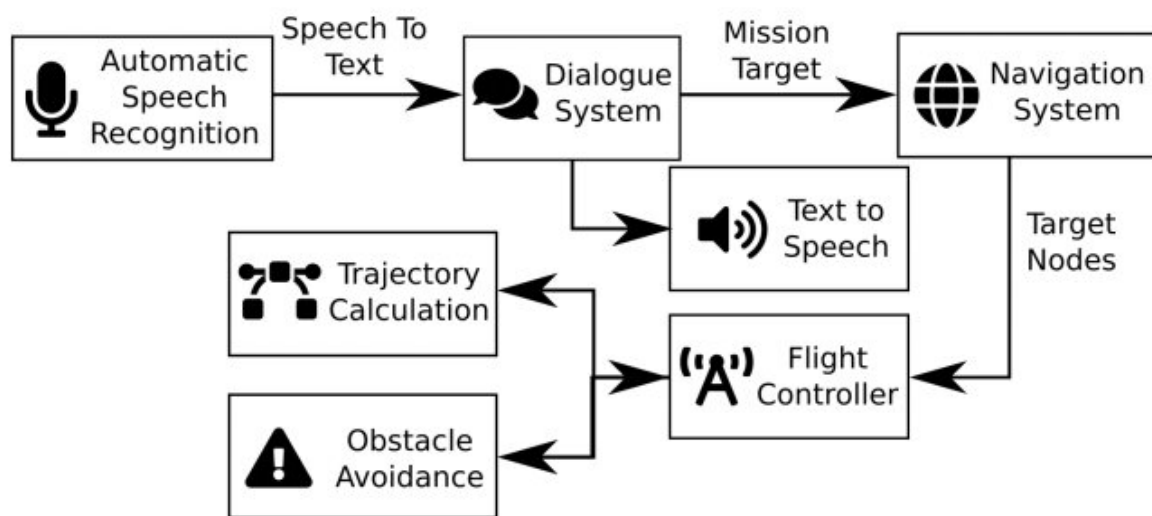 Automatic
Speech
Recognition
Speech To
Text
Dialogue
System
Mission
Target
Navigation
System
Text to
Speech
Target
Nodes
Trajectory
Calculation
Flight
Controller
Obstacle
Avoidance